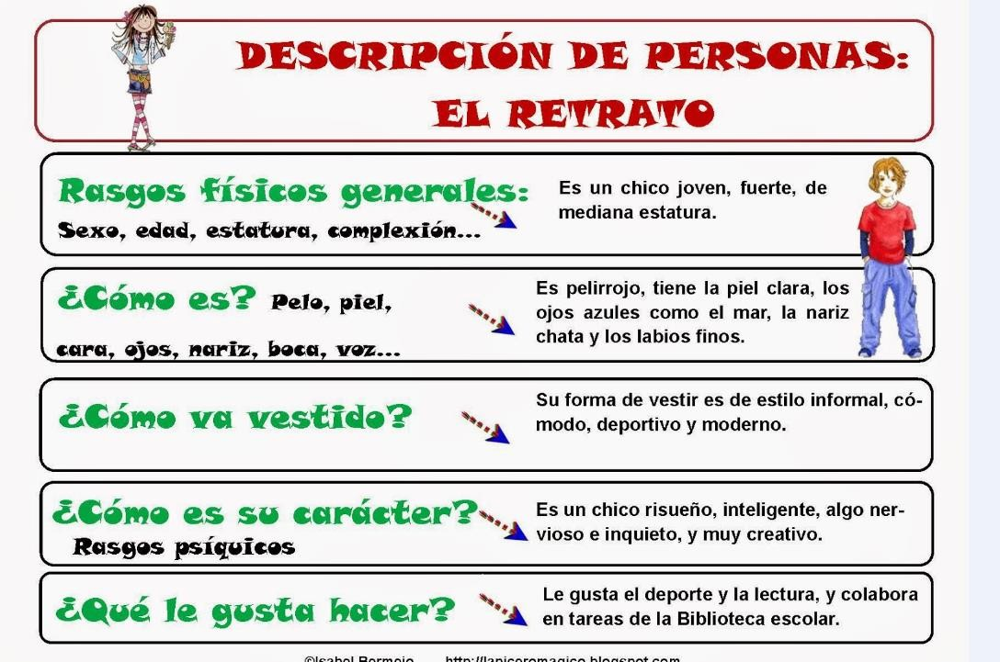 DESCRIPCIÓN DE PERSONAS:
EL RETRATO
Rasgos físicos generales:
Sexo, edad, estatura, complexión...
Es un chico joven, fuerte, de
mediana estatura.
¿Cómo es? Pelo, piel,
cara, ojos, nariz, boca, voz...
Es pelirrojo, tiene la piel clara, los
ojos azules como el mar, la nariz
chata y los labios finos.
¿Cómo va vestido?
Su forma de vestir es de estilo informal, có-
modo, deportivo y moderno.
¿Cómo es su carácter?
Rasgos psíquicos
Es un chico risueño, inteligente, algo ner-
vioso e inquieto, y muy creativo.
¿Qué le gusta hacer?
Le gusta el deporte y la lectura, y colabora
en tareas de la Biblioteca escolar.
©Isabel Bermejo http://lapiceromagico.blogspot.com